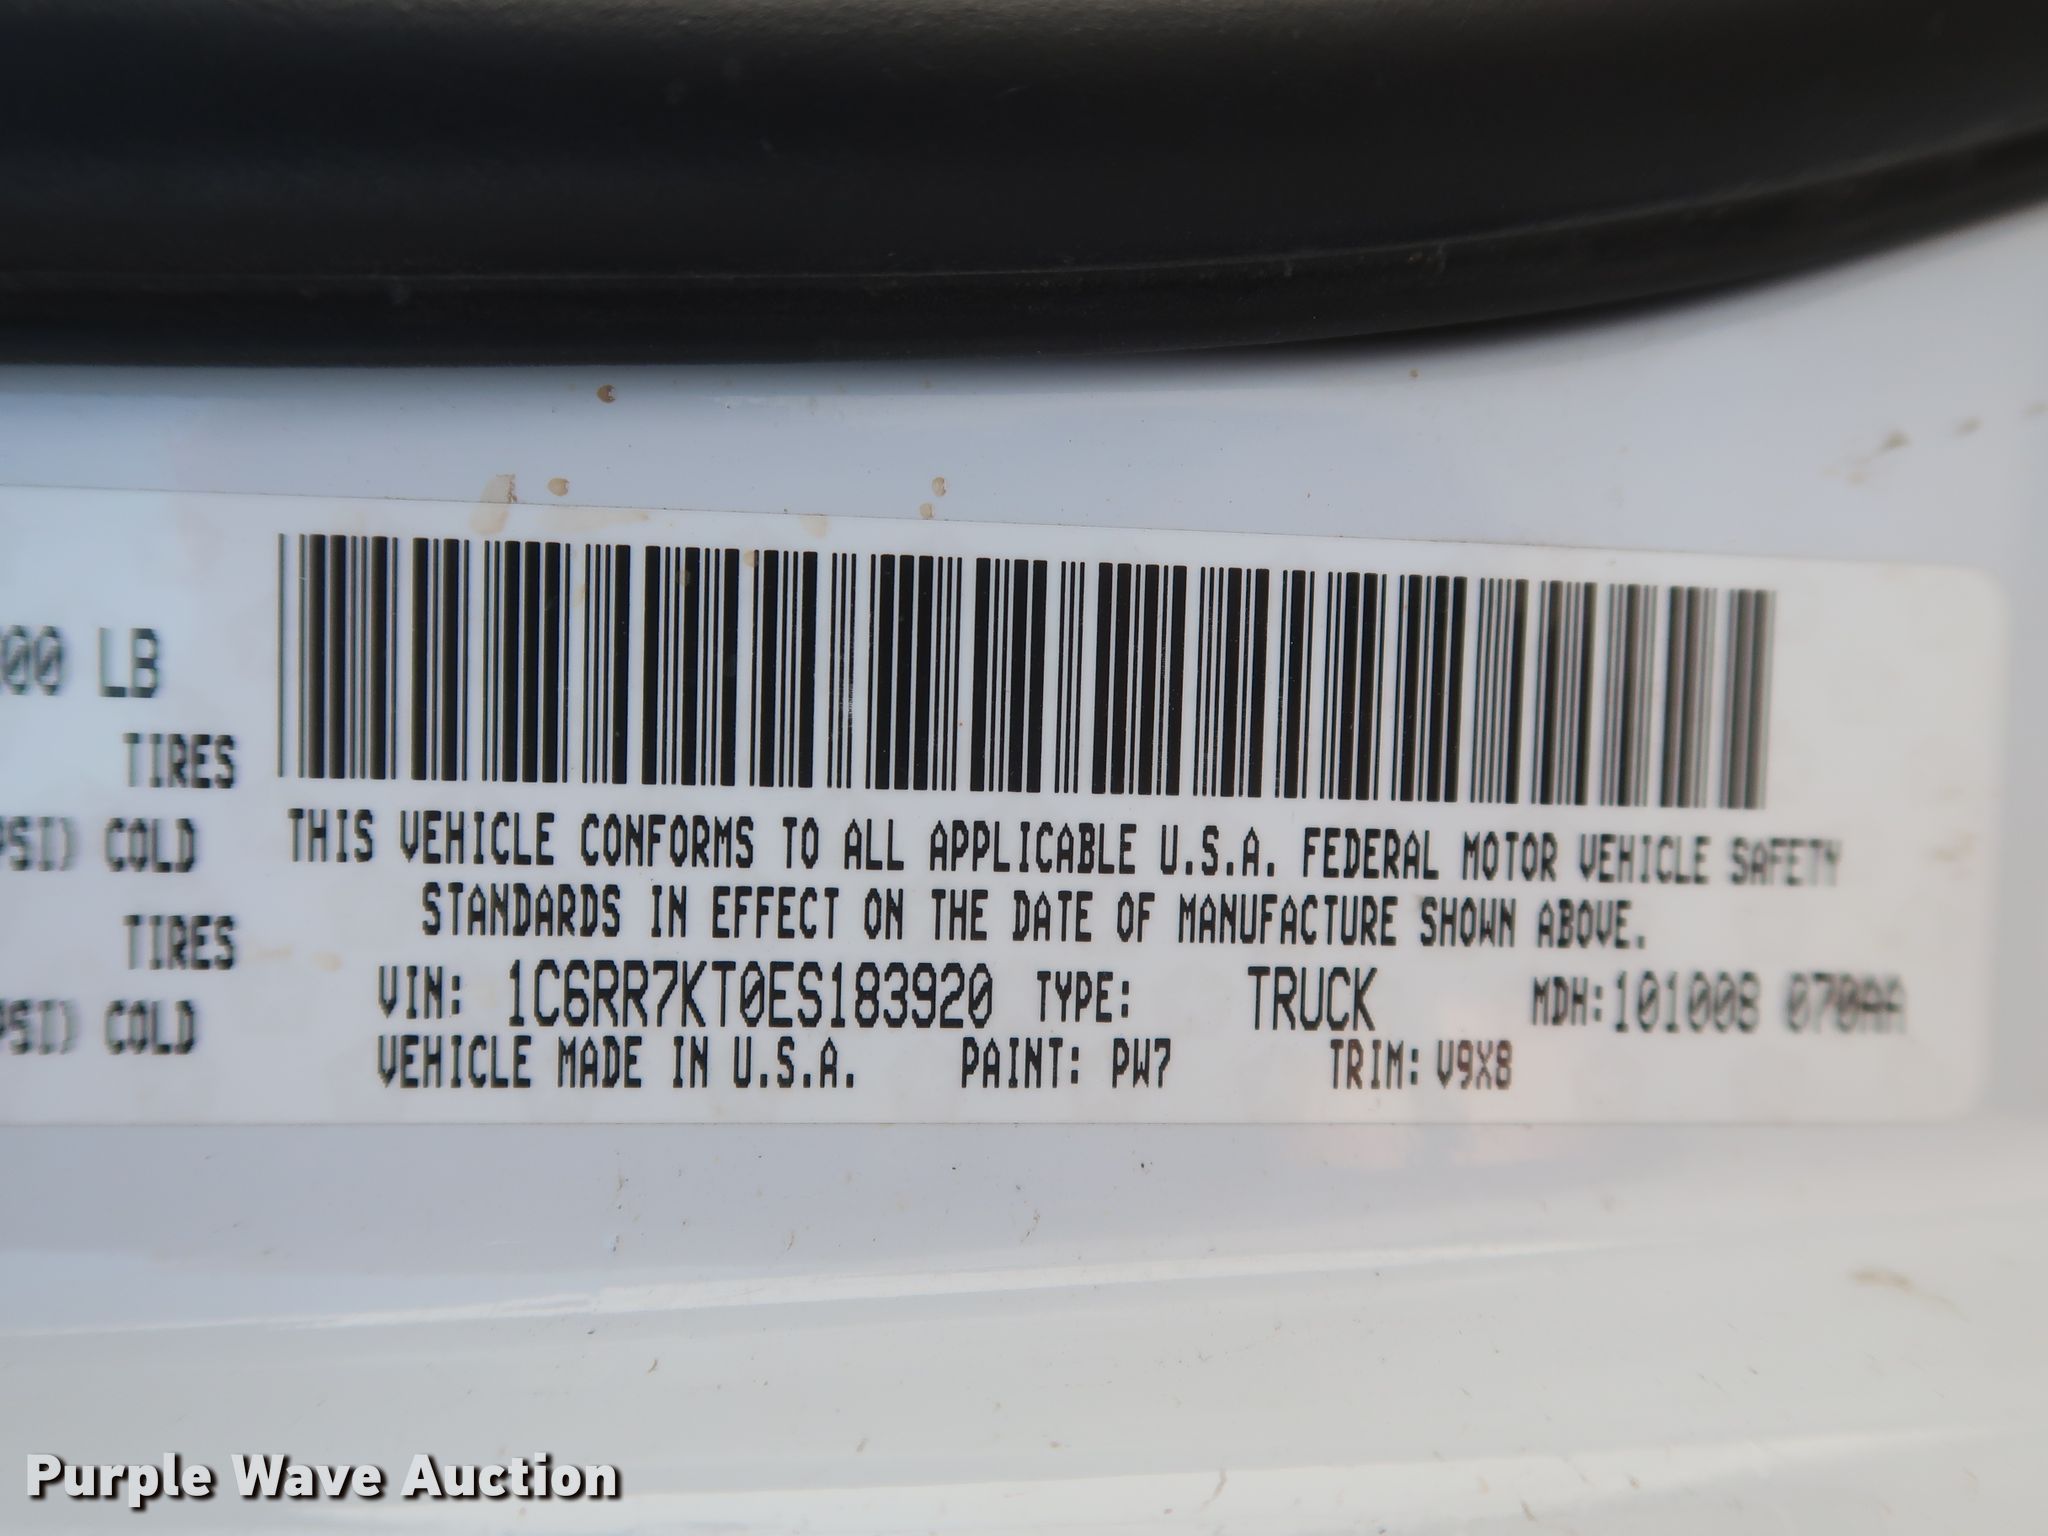 00 LB
TIRES
PSI) COLD
TIRES
PSI) COLD
THIS VEHICLE CONFORMS TO ALL APPLICABLE U.S.A. FEDERAL MOTOR VEHICLE SAFETY
STANDARDS IN EFFECT ON THE DATE OF MANUFACTURE SHOWN ABOVE.
VIN: 1C6RR7KT0ES183920 TYPE: TRUCK MDH:101008 070AA
VEHICLE MADE IN U.S.A. PAINT: PW7 TRIM: V9X8
Purple Wave Auction